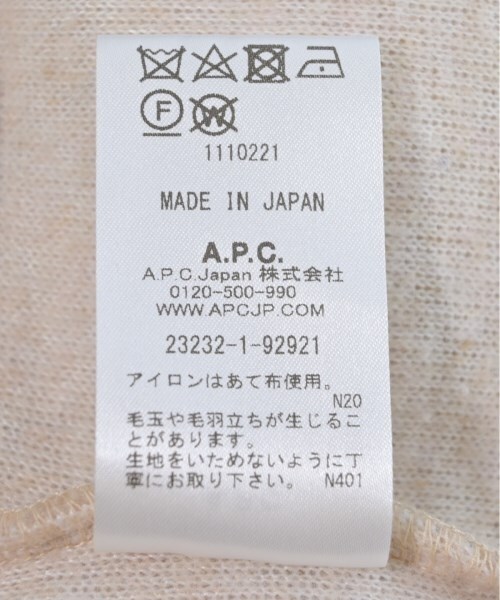 F W
1110221
MADE IN JAPAN
A.P.C.
A.P.C.Japan 株式会社
0120-500-990
WWW.APCJP.COM
23232-1-92921
アイロンはあて布使用。
N20
毛玉や毛羽立ちが生じるこ
とがあります。
生地をいためないように丁
寧にお取り下さい。 N401